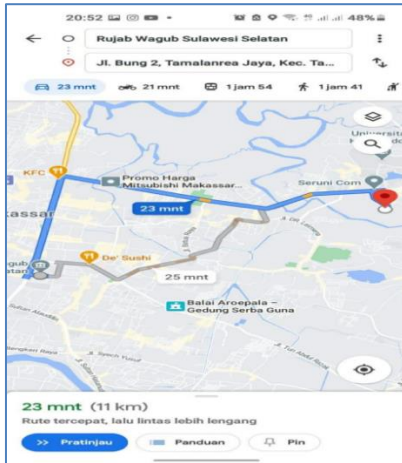 20:52
48%
Rujab Wagub Sulawesi Selatan
Jl. Bung 2, Tamalanrea Jaya, Kec. Ta...
23 mnt
21 mnt
1 jam 54
1 jam 41
Universit
KFC
Promo Harga
Mitsubishi Makassar...
Seruni Com
23 mnt
kassar
De' Sushi
25 mnt
Balai Aroepala –
Gedung Serba Guna
23 mnt (11 km)
Rute tercepat, lalu lintas lebih lengang
Pratinjau
Panduan
Pin